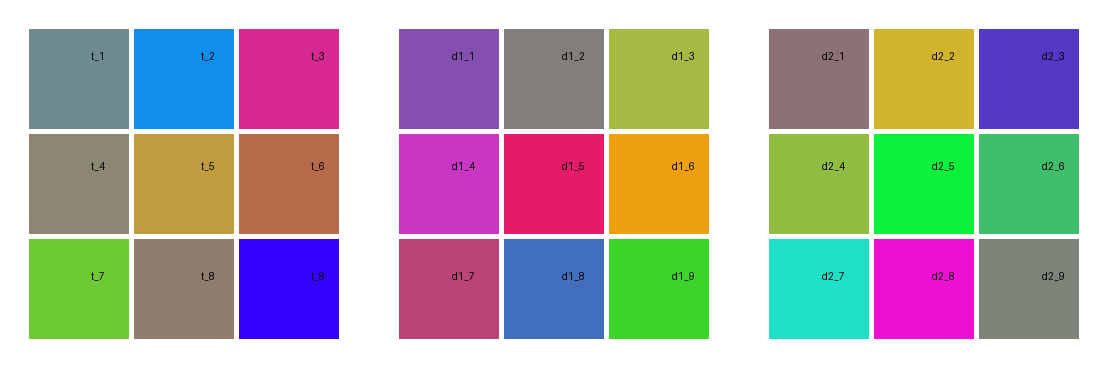 t_1 t_2 t_3 d1_1 d1_2 d1_3 d2_1 d2_2 d2_3
t_4 t_5 t_6 d1_4 d1_5 d1_6 d2_4 d2_5 d2_6
t_7 t_8 t_9 d1_7 d1_8 d1_9 d2_7 d2_8 d2_9